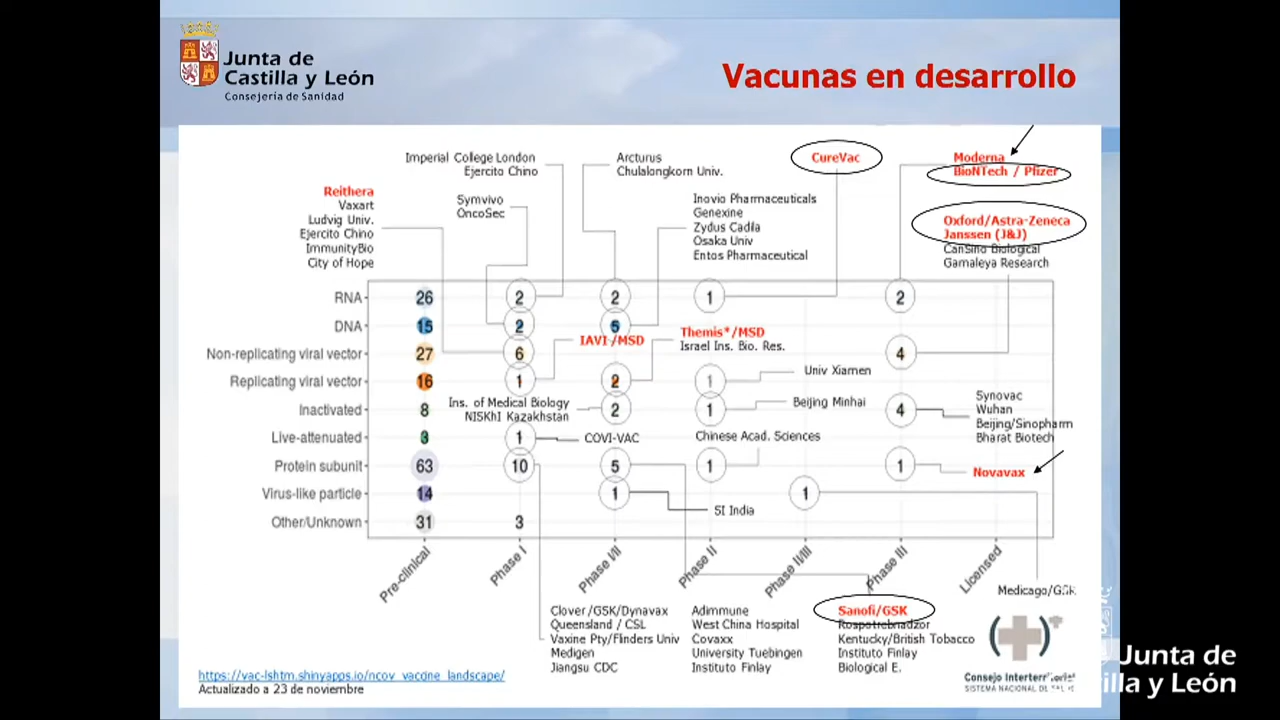 Junta de
Castilla y León
Consejería de Sanidad
Vacunas en desarrollo
Imperial College London
Ejercito Chino
Arcturus
Chulalongkorn Univ.
CureVac
Moderna
BioNTech / Pfizer
Reithera
Vaxart
Ludvig Univ.
Ejercito Chino
ImmunityBio
City of Hope
Symvivo
OncoSec
Inovio Pharmaceuticals
Genexine
Zydus Cadila
Osaka Univ
Entos Pharmaceutical
Oxford/Astra-Zeneca
Janssen (J&J)
CanSino Biological
Gamaleya Research
RNA 26 2 2 1 2
DNA 15 2 5
IAVI/MSD
Themis*/MSD
Israel Ins. Bio. Res.
Non-replicating viral vector 27 6 4
Replicating viral vector 16 1 2 1
Univ Xiamen
Ins. of Medical Biology
NISKhI Kazakhstan
Beijing Minhai
Synovac
Wuhan
Beijing/Sinopharm
Bharat Biotech
Inactivated 8 2 1 4
Live-attenuated 3 1
COVI-VAC
Chinese Acad. Sciences
Protein subunit 63 10 5 1 1
Novavax
Virus-like particle 14 1 1
SI India
Other/Unknown 31 3
Pre-clinical
Phase I
Phase I/II
Phase II
Phase II/III
Phase III
Licensed
Medicago/GSK
Clover/GSK/Dynavax
Queensland / CSL
Vaxine Pty/Flinders Univ
Medigen
Jiangsu CDC
Adimmune
West China Hospital
Covaxx
University Tuebingen
Instituto Finlay
Sanofi/GSK
Rospotrebnadzor
Kentucky/British Tobacco
Instituto Finlay
Biological E.
https://vac-lshtm.shinyapps.io/ncov_vaccine_landscape/
Actualizado a 23 de noviembre
Consejo Interterritorial
SISTEMA NACIONAL DE
Junta de
illa y León